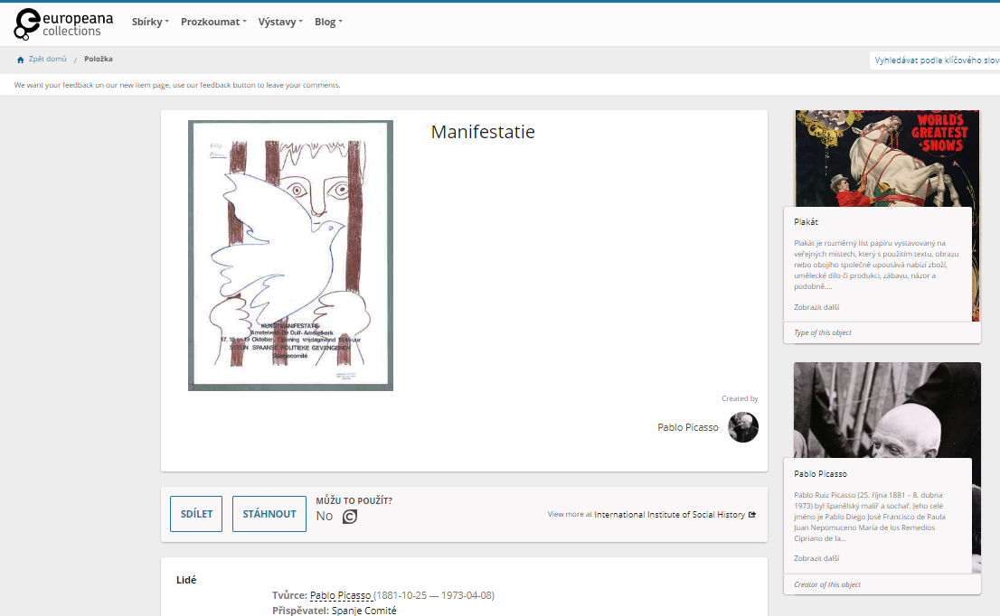 europeana
collections
Sbírky Prozkoumat Výstavy Blog
Zpět domů / Položka
Vyhledávat podle klíčového slov
We want your feedback on our new item page, use our feedback button to leave your comments.
Manifestatie
KUNSTMANIFESTATIE
Amstelveld-De Duif-Amstelkerk
17, 18 en 19 Oktober. Opening vrijdagavond
STEUN SPAANSE POLITIEKE GEVANGENEN
Spanjecomité
Created by
Pablo Picasso
WORLD'S
GREATEST
SHOWS
Plakát
Plakát je rozměrný list papíru vystavovaný na
veřejných místech, který s použitím textu, obrazu
nebo obojího společně upoutává nabízí zboží,
umělecké dílo či produkci, zábavu, názor a
podobně....
Zobrazit další
Type of this object
Pablo Picasso
Pablo Ruiz Picasso (25. října 1881 – 8. dubna
1973) byl španělský malíř a sochař. Jeho celé
jméno je Pablo Diego José Francisco de Paula
Juan Nepomuceno María de los Remedios
Cipriano de la...
Zobrazit další
Creator of this object
SDÍLET
STÁHNOUT
MŮŽU TO POUŽÍT?
No
View more at International Institute of Social History
Lidé
Tvůrce: Pablo Picasso (1881-10-25 — 1973-04-08)
Přispěvatel: Spanje Comité